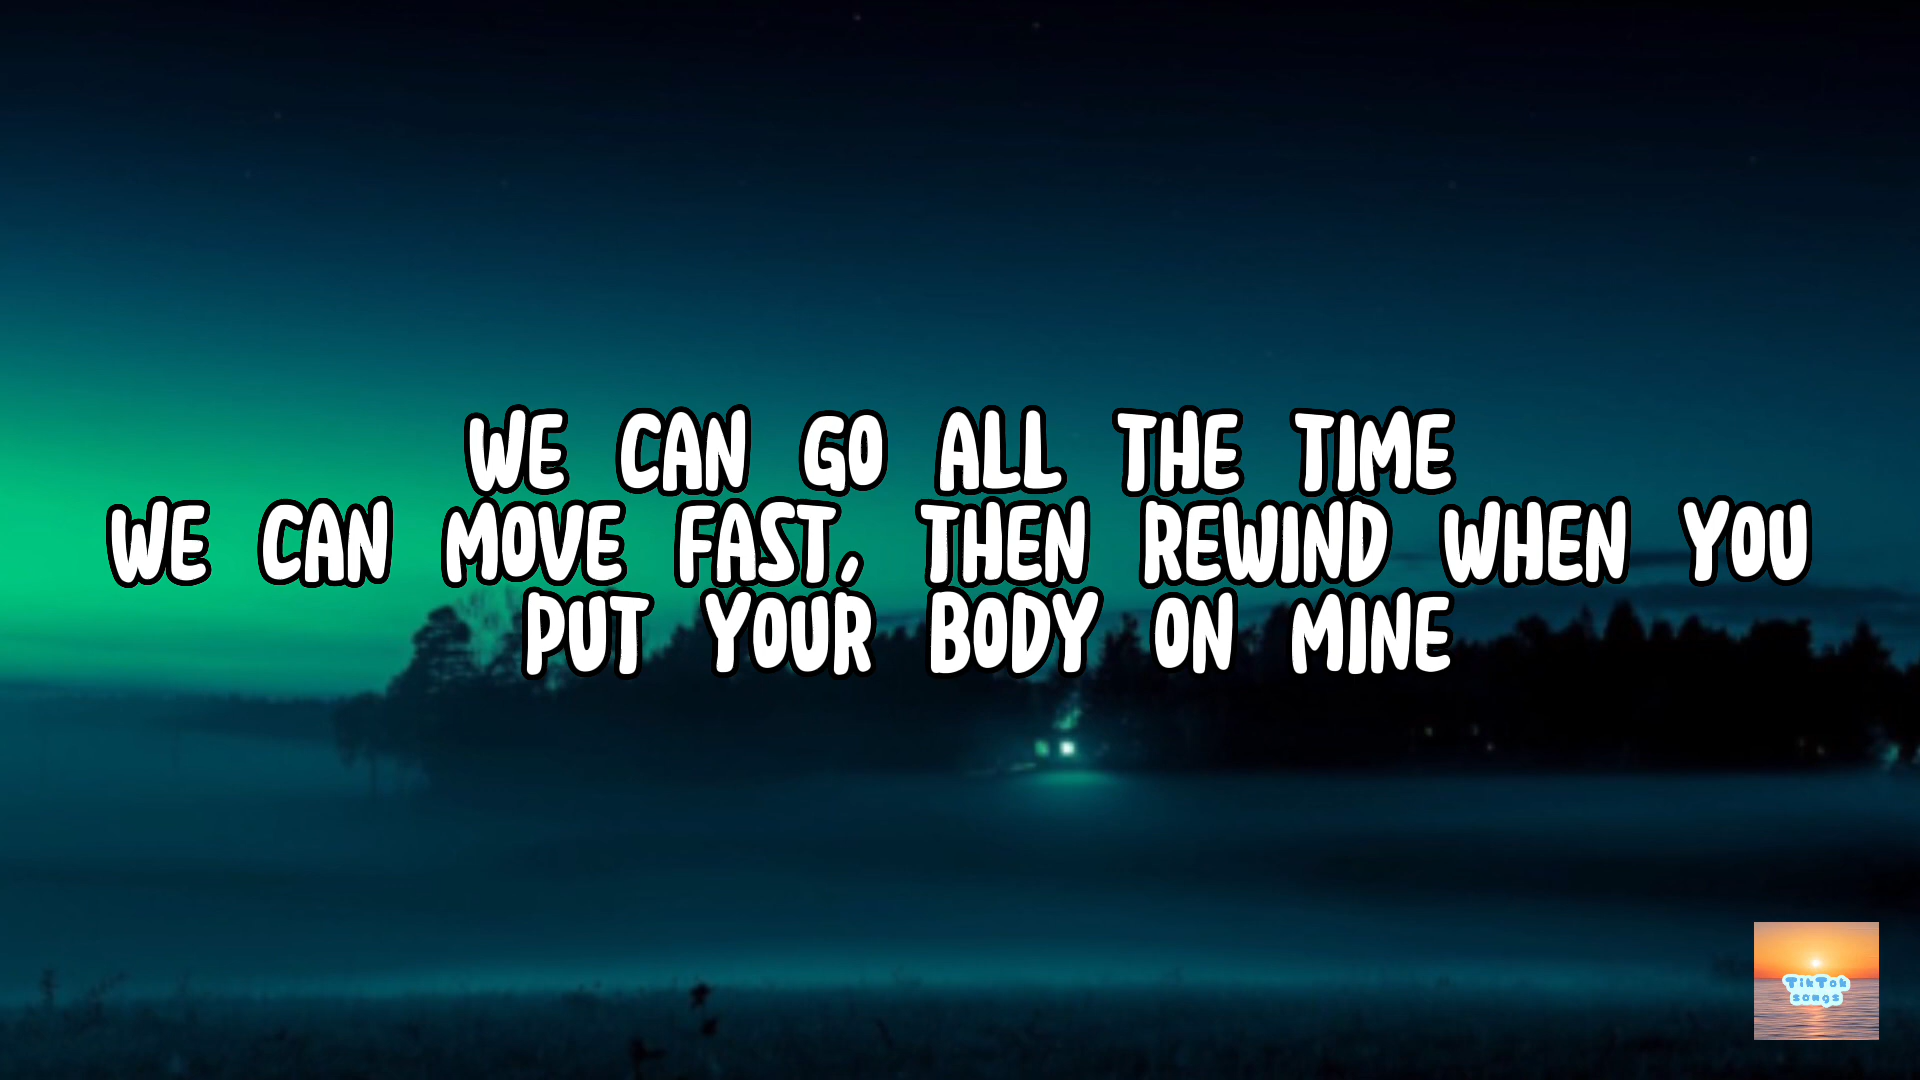 WE CAN GO ALL THE TIME
WE CAN MOVE FAST, THEN REWIND WHEN YOU
PUT YOUR BODY ON MINE
TikTok
songs